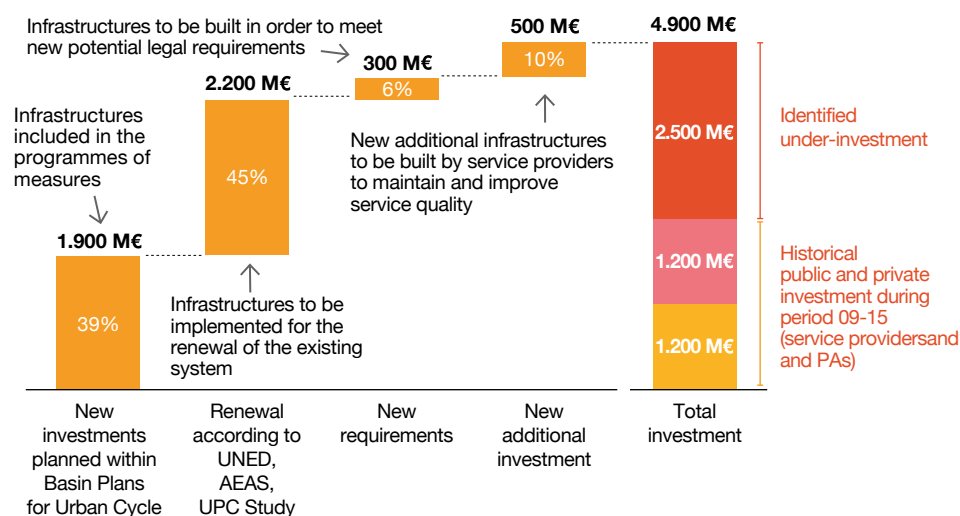 Infrastructures to be built in order to meet
new potential legal requirements
500 M€
4.900 M€
300 M€
10%
2.200 M€
6%
Infrastructures
included in the
programmes of
measures
New additional infrastructures
to be built by service providers
to maintain and improve
service quality
2.500 M€
Identified
under-investment
45%
1.900 M€
1.200 M€
Historical
public and private
investment during
period 09-15
(service providersand
and PAs)
Infrastructures to be
implemented for the
renewal of the existing
system
39%
1.200 M€
New
investments
planned within
Basin Plans
for Urban Cycle
Renewal
according to
UNED,
AEAS,
UPC Study
New
requirements
New
additional
investment
Total
investment